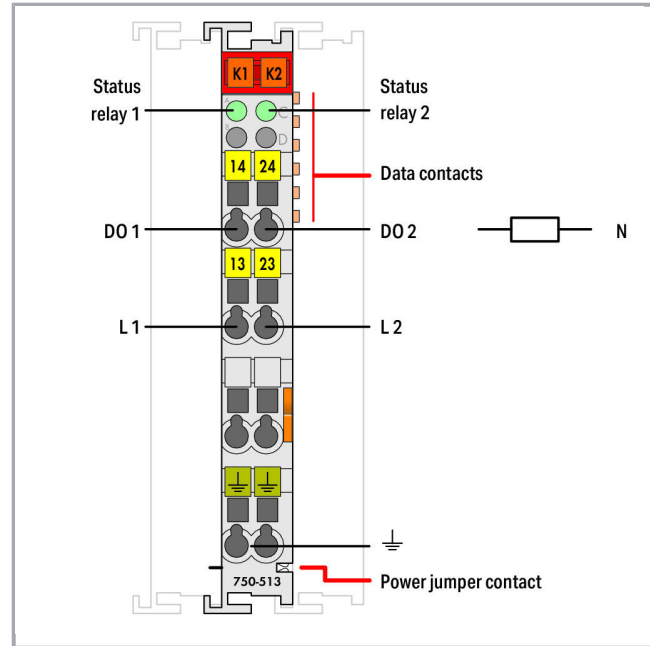 K1 K2
Status
relay 1
Status
relay 2
A
C
B
D
14 24
Data contacts
DO 1
DO 2
N
13 23
L 1
L 2
750-513
Power jumper contact